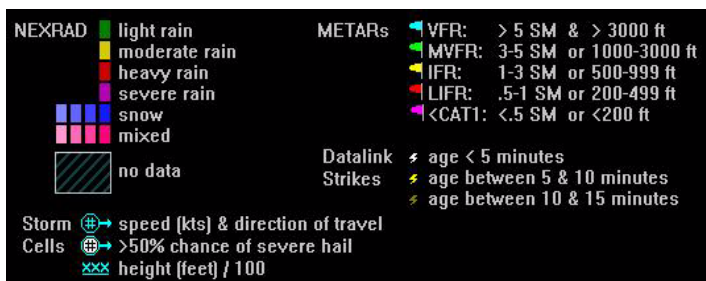 NEXRAD light rain
moderate rain
heavy rain
severe rain
snow
mixed
no data
METARs VFR: > 5 SM & > 3000 ft
MVFR: 3-5 SM or 1000-3000 ft
IFR: 1-3 SM or 500-999 ft
LIFR: .5-1 SM or 200-499 ft
<CAT1: <.5 SM or <200 ft
Datalink age < 5 minutes
Strikes age between 5 & 10 minutes
age between 10 & 15 minutes
Storm # speed (kts) & direction of travel
Cells # >50% chance of severe hail
xxx height (feet) / 100